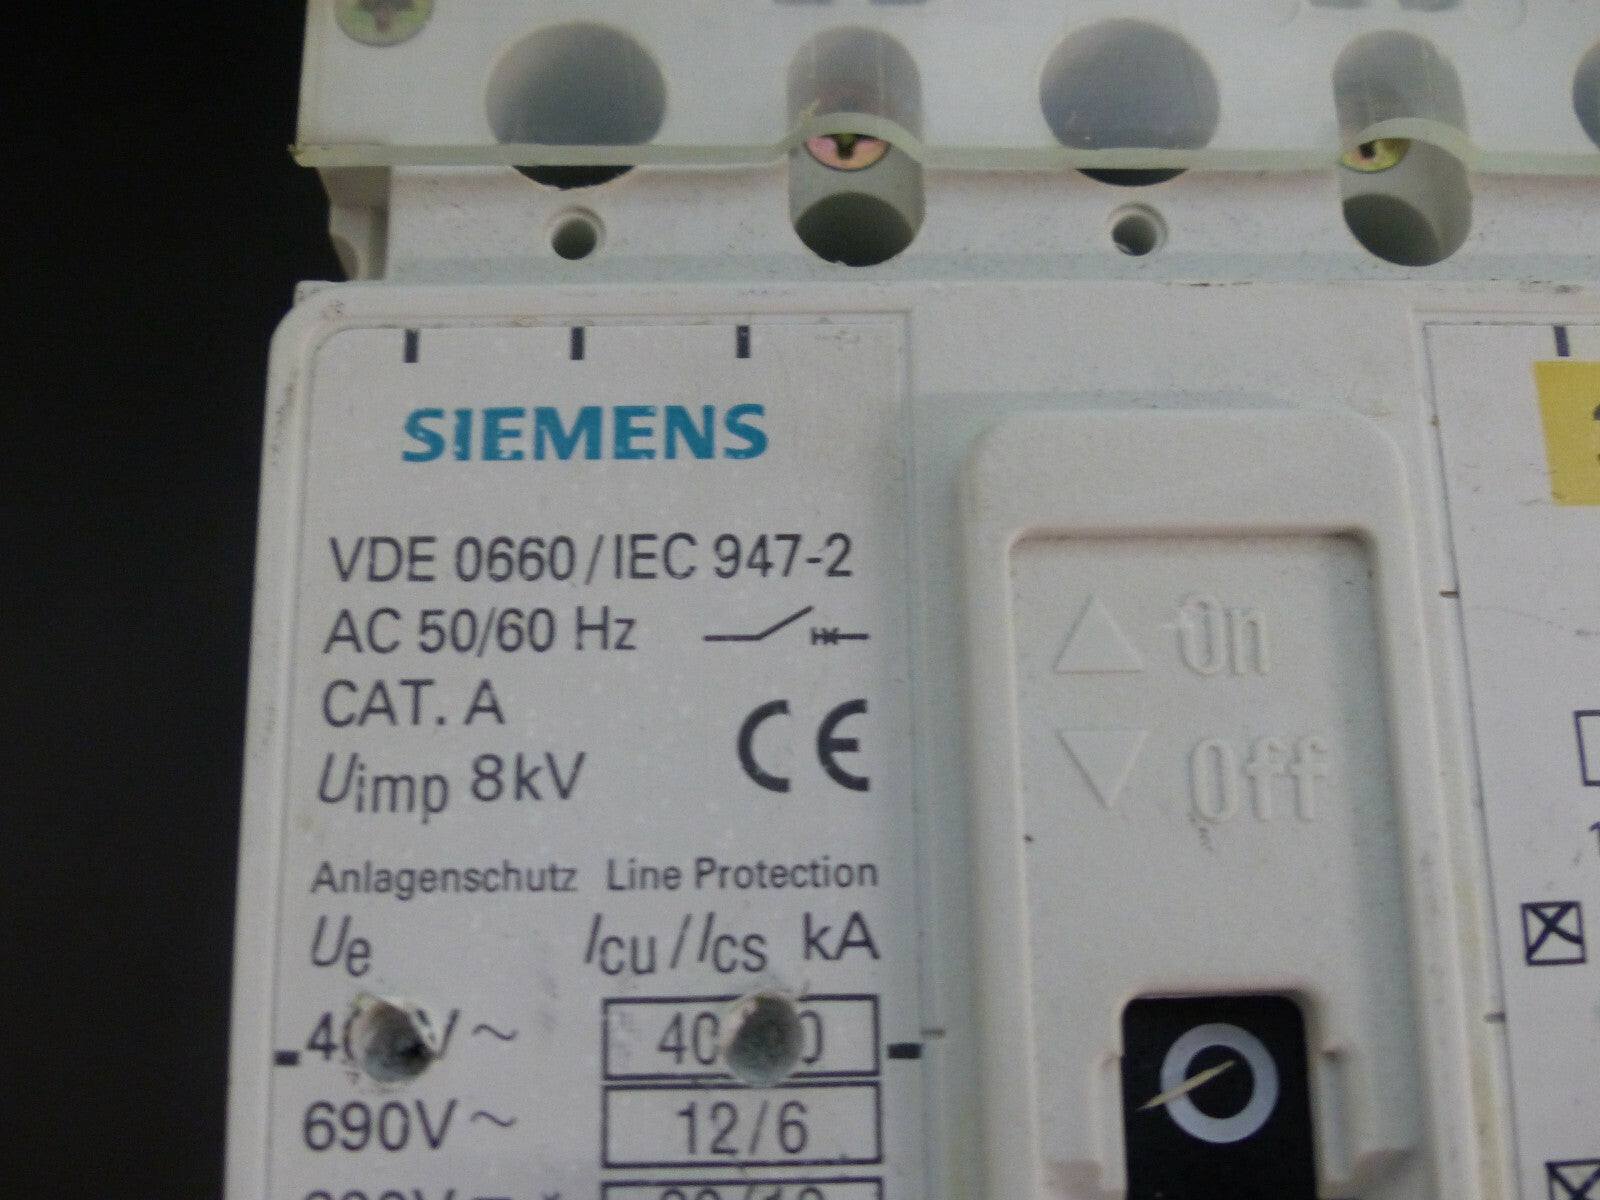 SIEMENS
VDE 0660/IEC 947-2
AC 50/60 Hz
CAT. A
CE
Uimp 8kV
Anlagenschutz Line Protection
Ue Icu/Ics kA
690V~ 12/6
On
Off